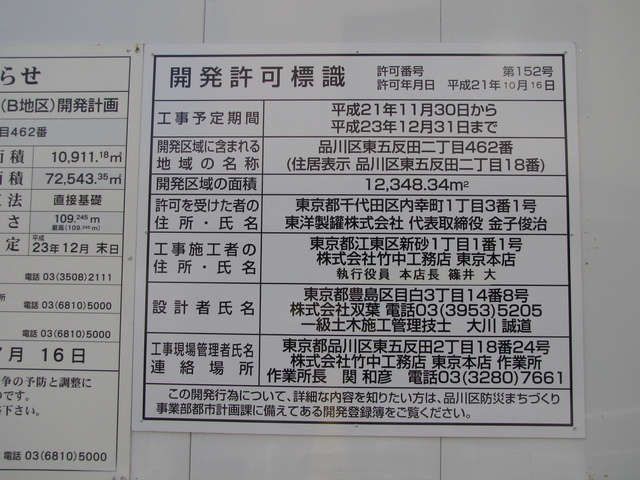 らせ
(B地区)開発計画
目462番
面積 10,911.18㎡
面積 72,543.35㎡
法 直接基礎
さ 109.245m
最高(109.245m)
定 平成23年12月 末日
電話 03(3508)2111
所
電話 03(6810)5000
電話 03(6810)5000
月 16日
争の予防と調整に
のです。
下さい。
電話 03(6810)5000
開発許可標識
許可番号 第152号
許可年月日 平成21年10月16日
工事予定期間
平成21年11月30日から
平成23年12月31日まで
開発区域に含まれる
地域の名称
品川区東五反田二丁目462番
(住居表示 品川区東五反田二丁目18番)
開発区域の面積 12,348.34m²
許可を受けた者の
住所・氏名
東京都千代田区内幸町1丁目3番1号
東洋製罐株式会社 代表取締役 金子俊治
工事施工者の
住所・氏名
東京都江東区新砂1丁目1番1号
株式会社竹中工務店 東京本店
執行役員 本店長 篠井 大
設計者氏名
東京都豊島区目白3丁目14番8号
株式会社双葉 電話03(3953)5205
一級土木施工管理技士 大川 誠道
工事現場管理者氏名
連絡場所
東京都品川区東五反田2丁目18番24号
株式会社竹中工務店 東京本店 作業所
作業所長 関 和彦 電話03(3280)7661
この開発行為について、詳細な内容を知りたい方は、品川区防災まちづくり
事業部都市計画課に備えてある開発登録簿をご覧ください。